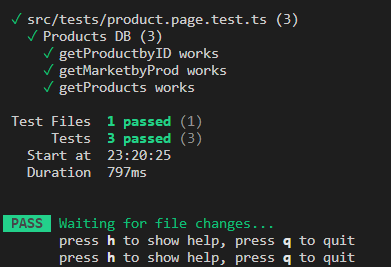 ✓ src/tests/product.page.test.ts (3)
✓ Products DB (3)
✓ getProductbyID works
✓ getMarketbyProd works
✓ getProducts works
Test Files 1 passed (1)
Tests 3 passed (3)
Start at 23:20:25
Duration 797ms
PASS Waiting for file changes...
press h to show help, press q to quit
press h to show help, press q to quit